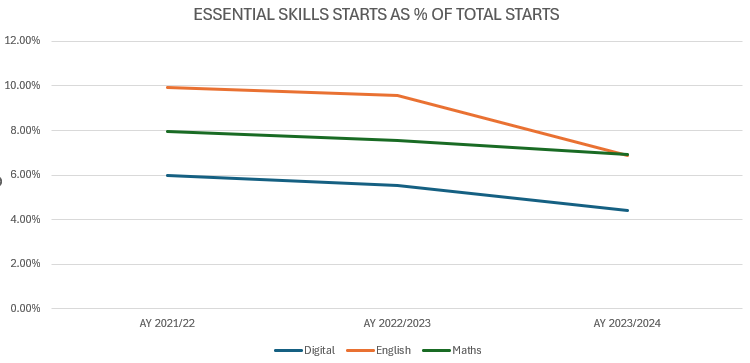 ESSENTIAL SKILLS STARTS AS % OF TOTAL STARTS
12.00%
10.00%
8.00%
6.00%
4.00%
2.00%
0.00%
AY 2021/22 AY 2022/2023 AY 2023/2024
Digital English Maths